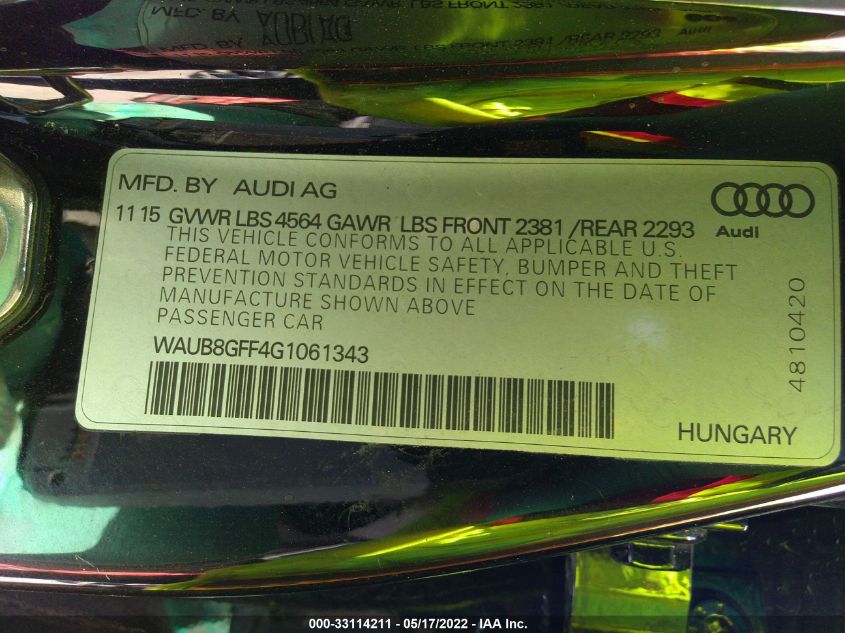 MFD. BY AUDI AG
11 15 GVWR LBS 4564 GAWR LBS FRONT 2381 /REAR 2293
THIS VEHICLE CONFORMS TO ALL APPLICABLE U.S.
FEDERAL MOTOR VEHICLE SAFETY, BUMPER AND THEFT
PREVENTION STANDARDS IN EFFECT ON THE DATE OF
MANUFACTURE SHOWN ABOVE
PASSENGER CAR
WAUB8GFF4G1061343
Audi
4810420
HUNGARY
000-33114211 - 05/17/2022 - IAA Inc.